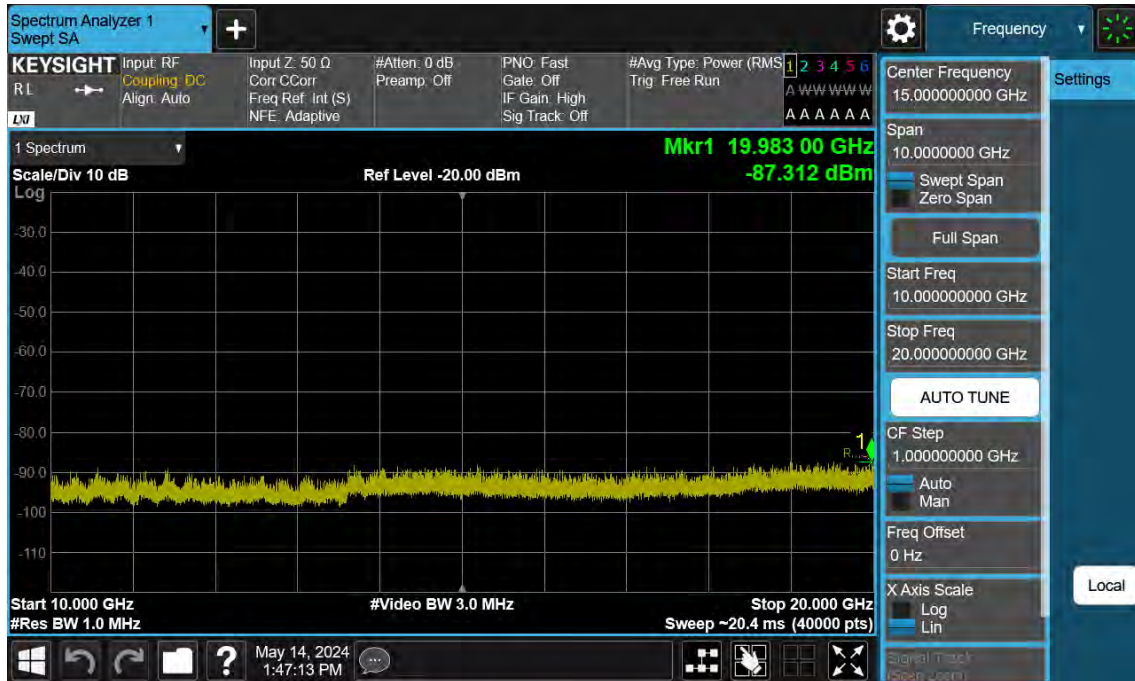 Spectrum Analyzer 1
Swept SA
Frequency
KEYSIGHT
R L
LXI
Input: RF
Coupling: DC
Align: Auto
Input Z: 50 Ω
Corr CCorr
Freq Ref: Int (S)
NFE: Adaptive
#Atten: 0 dB
Preamp: Off
PNO: Fast
Gate: Off
IF Gain: High
Sig Track: Off
#Avg Type: Power (RMS
Trig: Free Run
1 2 3 4 5 6
A W W W W W
A A A A A A
1 Spectrum
Mkr1 19.983 00 GHz
Scale/Div 10 dB
Ref Level -20.00 dBm
-87.312 dBm
Log
-30.0
-40.0
-50.0
-60.0
-70.0
-80.0
-90.0
-100
-110
1
Start 10.000 GHz
#Video BW 3.0 MHz
Stop 20.000 GHz
#Res BW 1.0 MHz
Sweep ~20.4 ms (40000 pts)
Center Frequency
15.000000000 GHz
Span
10.0000000 GHz
Swept Span
Zero Span
Full Span
Start Freq
10.000000000 GHz
Stop Freq
20.000000000 GHz
AUTO TUNE
CF Step
1.000000000 GHz
Auto
Man
Freq Offset
0 Hz
X Axis Scale
Log
Lin
Signal Track
(Span Zoom)
Settings
Local
?
May 14, 2024
1:47:13 PM